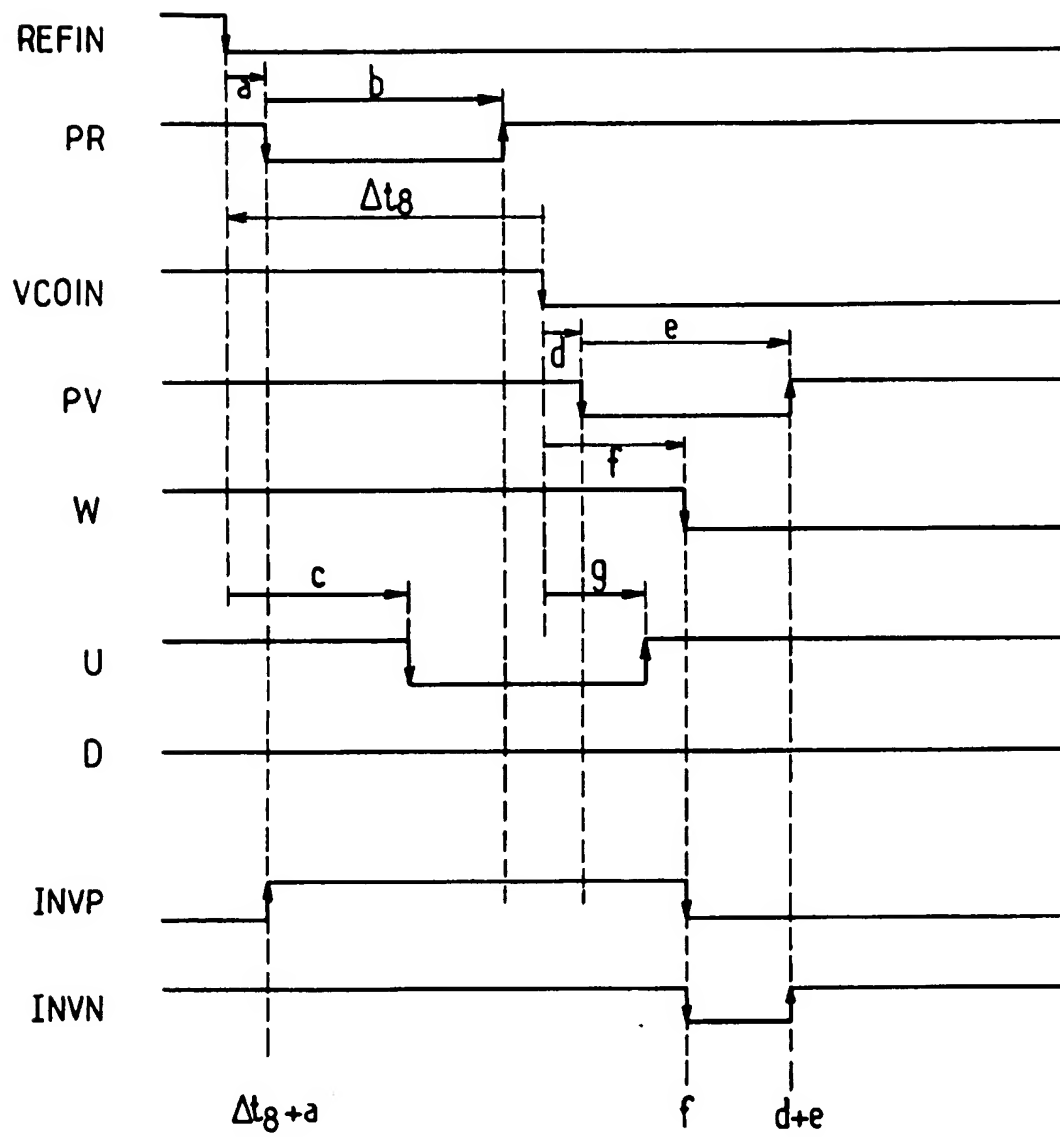 REFIN
a b
PR
Δt8
VCOIN
d e
PV
f
W
c g
U
D
INVP
INVN
Δt8+a f d+e